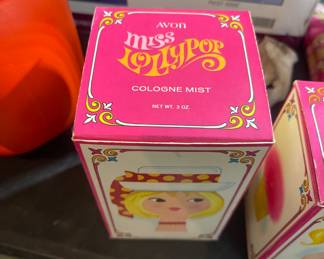 AVON
Miss
LOLLYPOP
COLOGNE MIST
NET WT. 3 OZ.